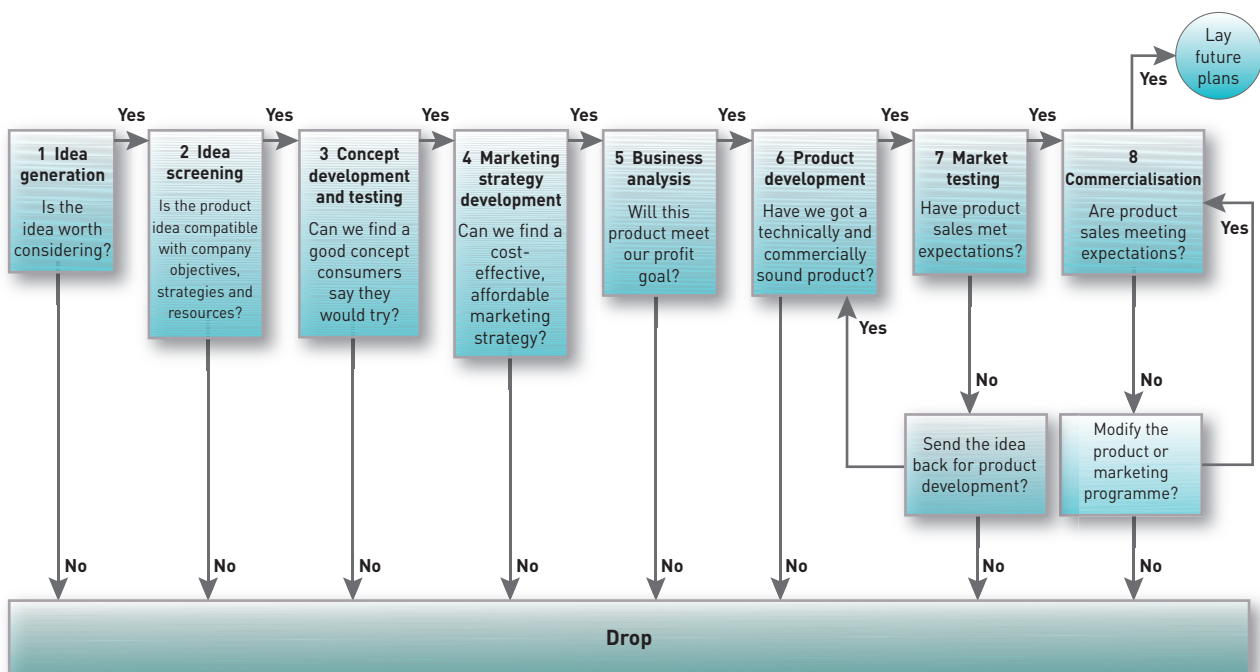 Lay
future
plans
Yes
Yes
Yes
Yes
Yes
Yes
Yes
Yes
1 Idea
generation
Is the
idea worth
considering?
2 Idea
screening
Is the product
idea compatible
with company
objectives,
strategies and
resources?
3 Concept
development
and testing
Can we find a
good concept
consumers
say they
would try?
4 Marketing
strategy
development
Can we find a
cost-
effective,
affordable
marketing
strategy?
5 Business
analysis
Will this
product meet
our profit
goal?
6 Product
development
Have we got a
technically and
commercially
sound product?
7 Market
testing
Have product
sales met
expectations?
8
Commercialisation
Are product
sales meeting
expectations?
Yes
Yes
No
No
Send the idea
back for product
development?
Modify the
product or
marketing
programme?
No
No
No
No
No
No
No
No
Drop